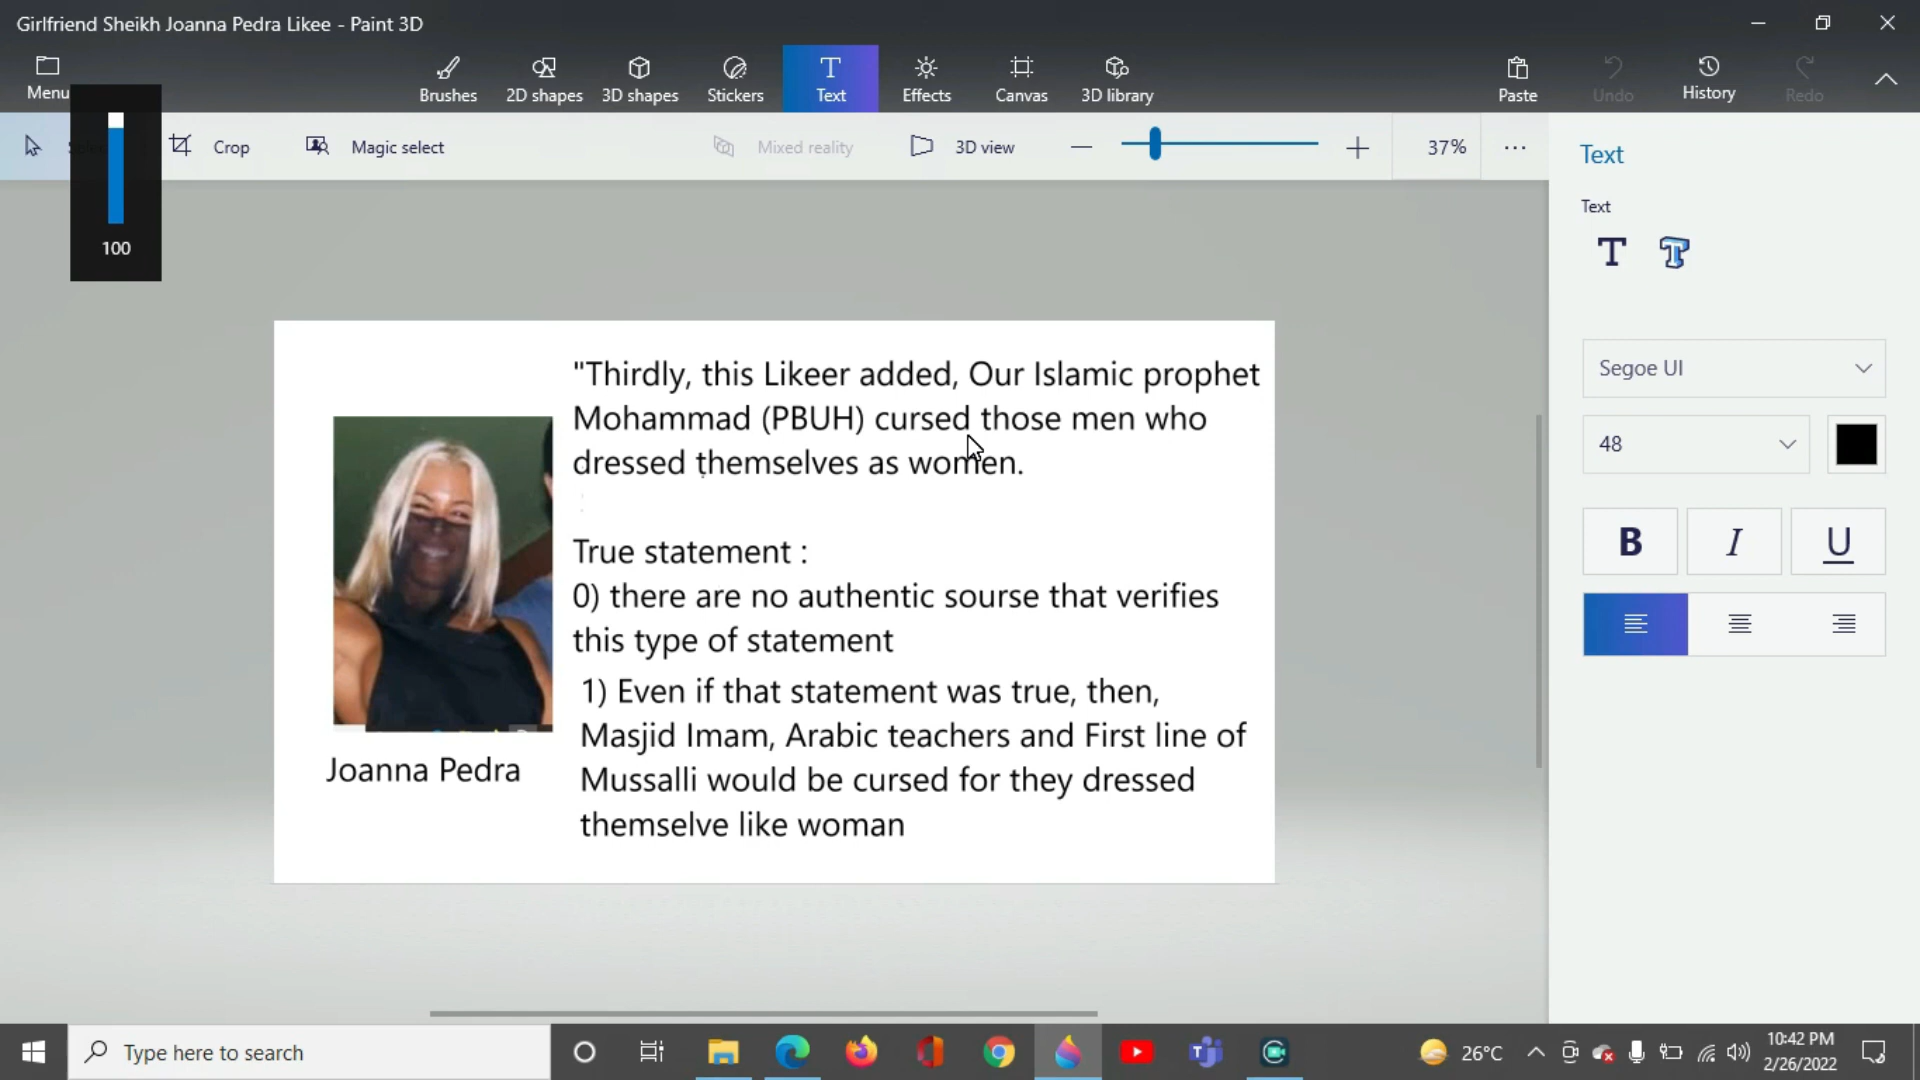 Girlfriend Sheikh Joanna Pedra Likee - Paint 3D
Menu
Brushes
2D shapes
3D shapes
Stickers
Text
Effects
Canvas
3D library
Paste
Undo
History
Redo
Crop
Magic select
Mixed reality
3D view
37%
Text
100
Text
Segoe UI
48
B I U
"Thirdly, this Likeer added, Our Islamic prophet
Mohammad (PBUH) cursed those men who
dressed themselves as women.
True statement :
0) there are no authentic sourse that verifies
this type of statement
1) Even if that statement was true, then,
Masjid Imam, Arabic teachers and First line of
Mussalli would be cursed for they dressed
themselve like woman
Joanna Pedra
Type here to search
26°C
10:42 PM
2/26/2022